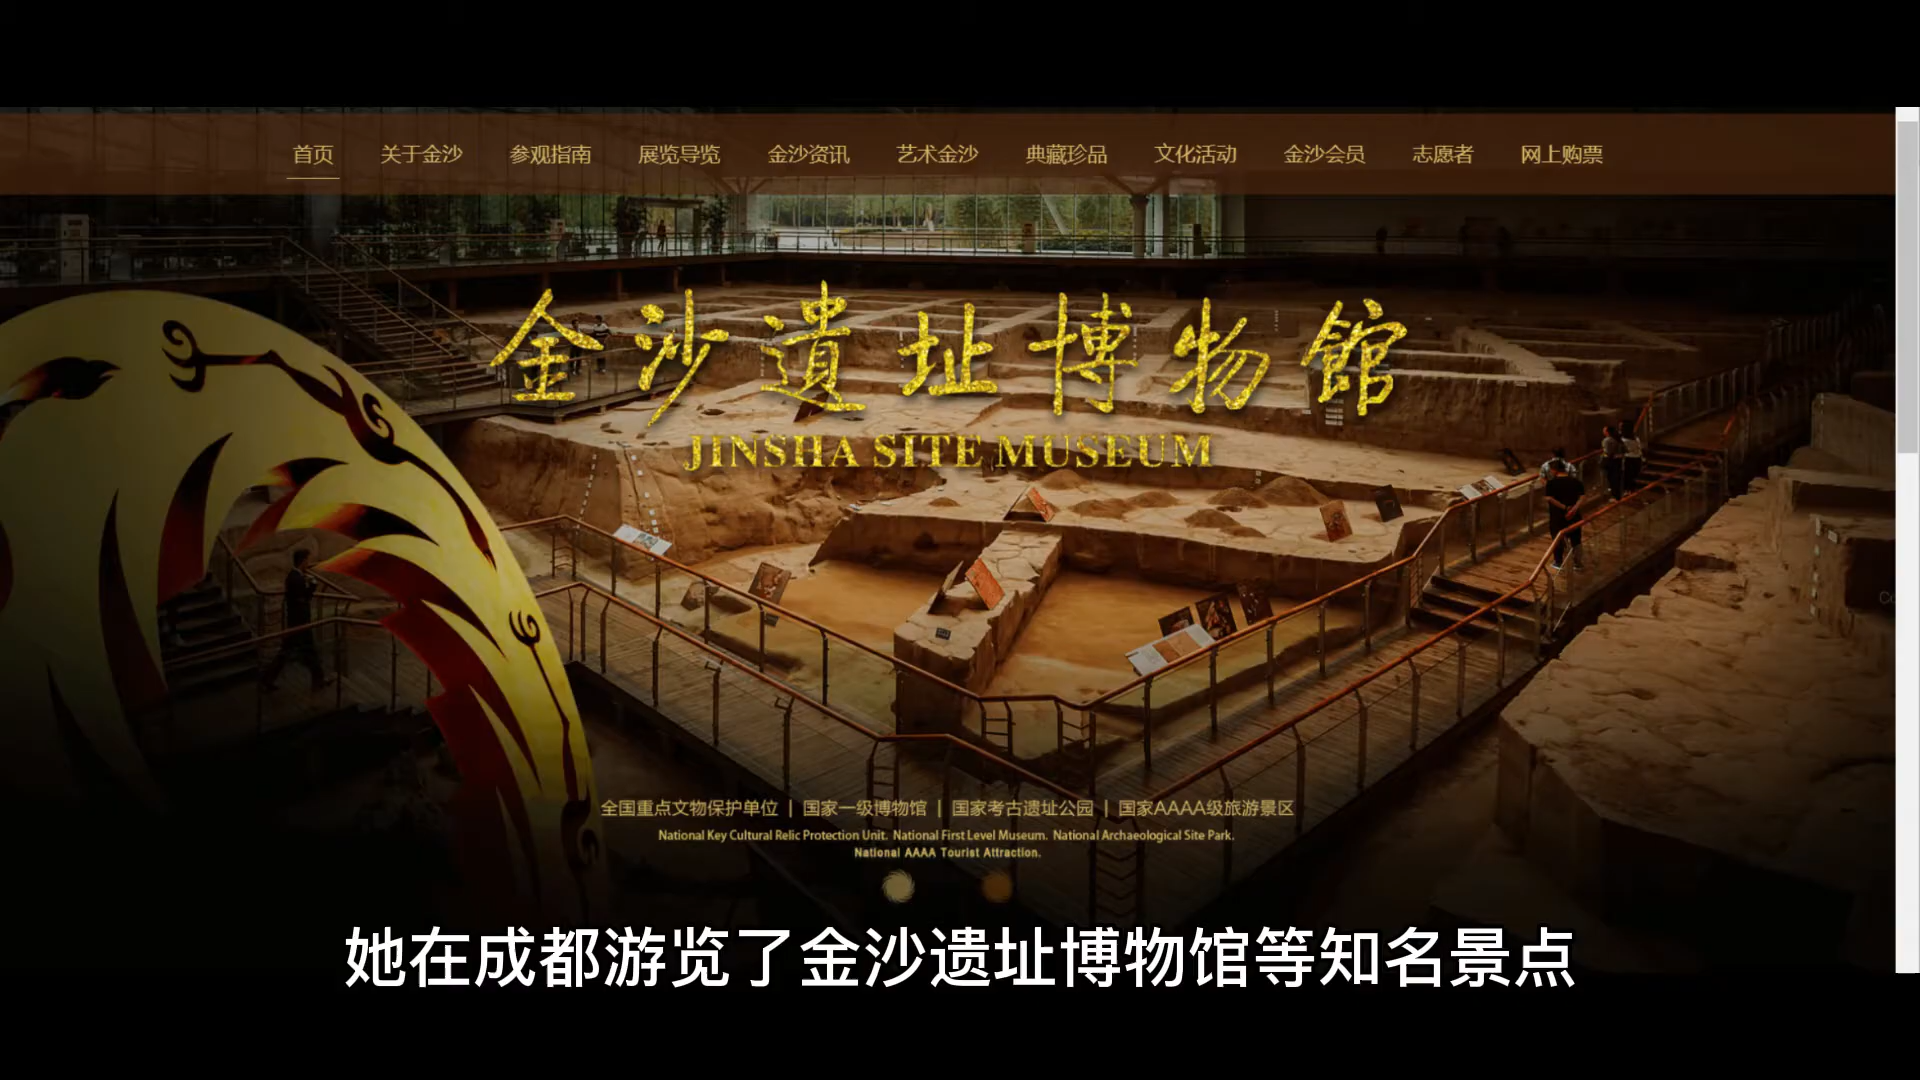 首页 关于金沙 参观指南 展览导览 金沙资讯 艺术金沙 典藏珍品 文化活动 金沙会员 志愿者 网上购票
金沙遺址博物館
JINSHA SITE MUSEUM
全国重点文物保护单位 | 国家一级博物馆 | 国家考古遗址公园 | 国家AAAA级旅游景区
National Key Cultural Relic Protection Unit. National First Level Museum. National Archaeological Site Park.
National AAAA Tourist Attraction.
她在成都游览了金沙遗址博物馆等知名景点